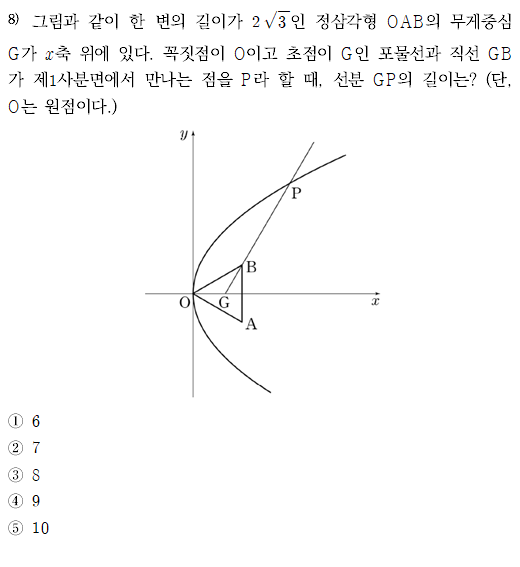 8) 그림과 같이 한 변의 길이가 2√3인 정삼각형 OAB의 무게중심
G가 x축 위에 있다. 꼭짓점이 O이고 초점이 G인 포물선과 직선 GB
가 제1사분면에서 만나는 점을 P라 할 때, 선분 GP의 길이는? (단,
O는 원점이다.)
y
P
B
O
G
x
A
① 6
② 7
③ 8
④ 9
⑤ 10